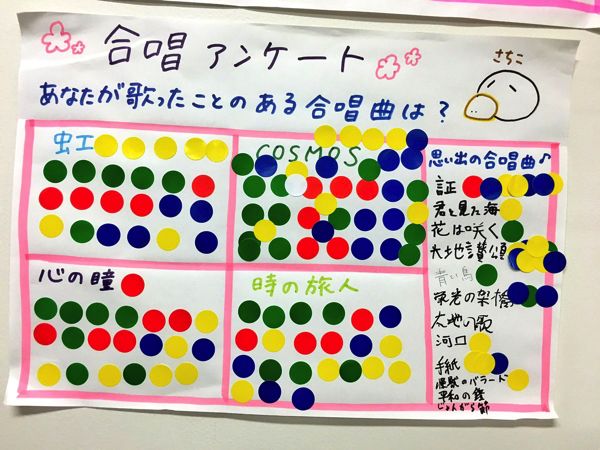 合唱アンケート
さちこ
あなたが歌ったことのある合唱曲は？
虹
COSMOS
心の瞳
時の旅人
思い出の合唱曲♪
証
君と見た海
花は咲く
大地讃頌
青い鳥
栄光の架橋
大地の歌
河口
手紙
怪獣のバラード
平和の鐘
じょんがら節